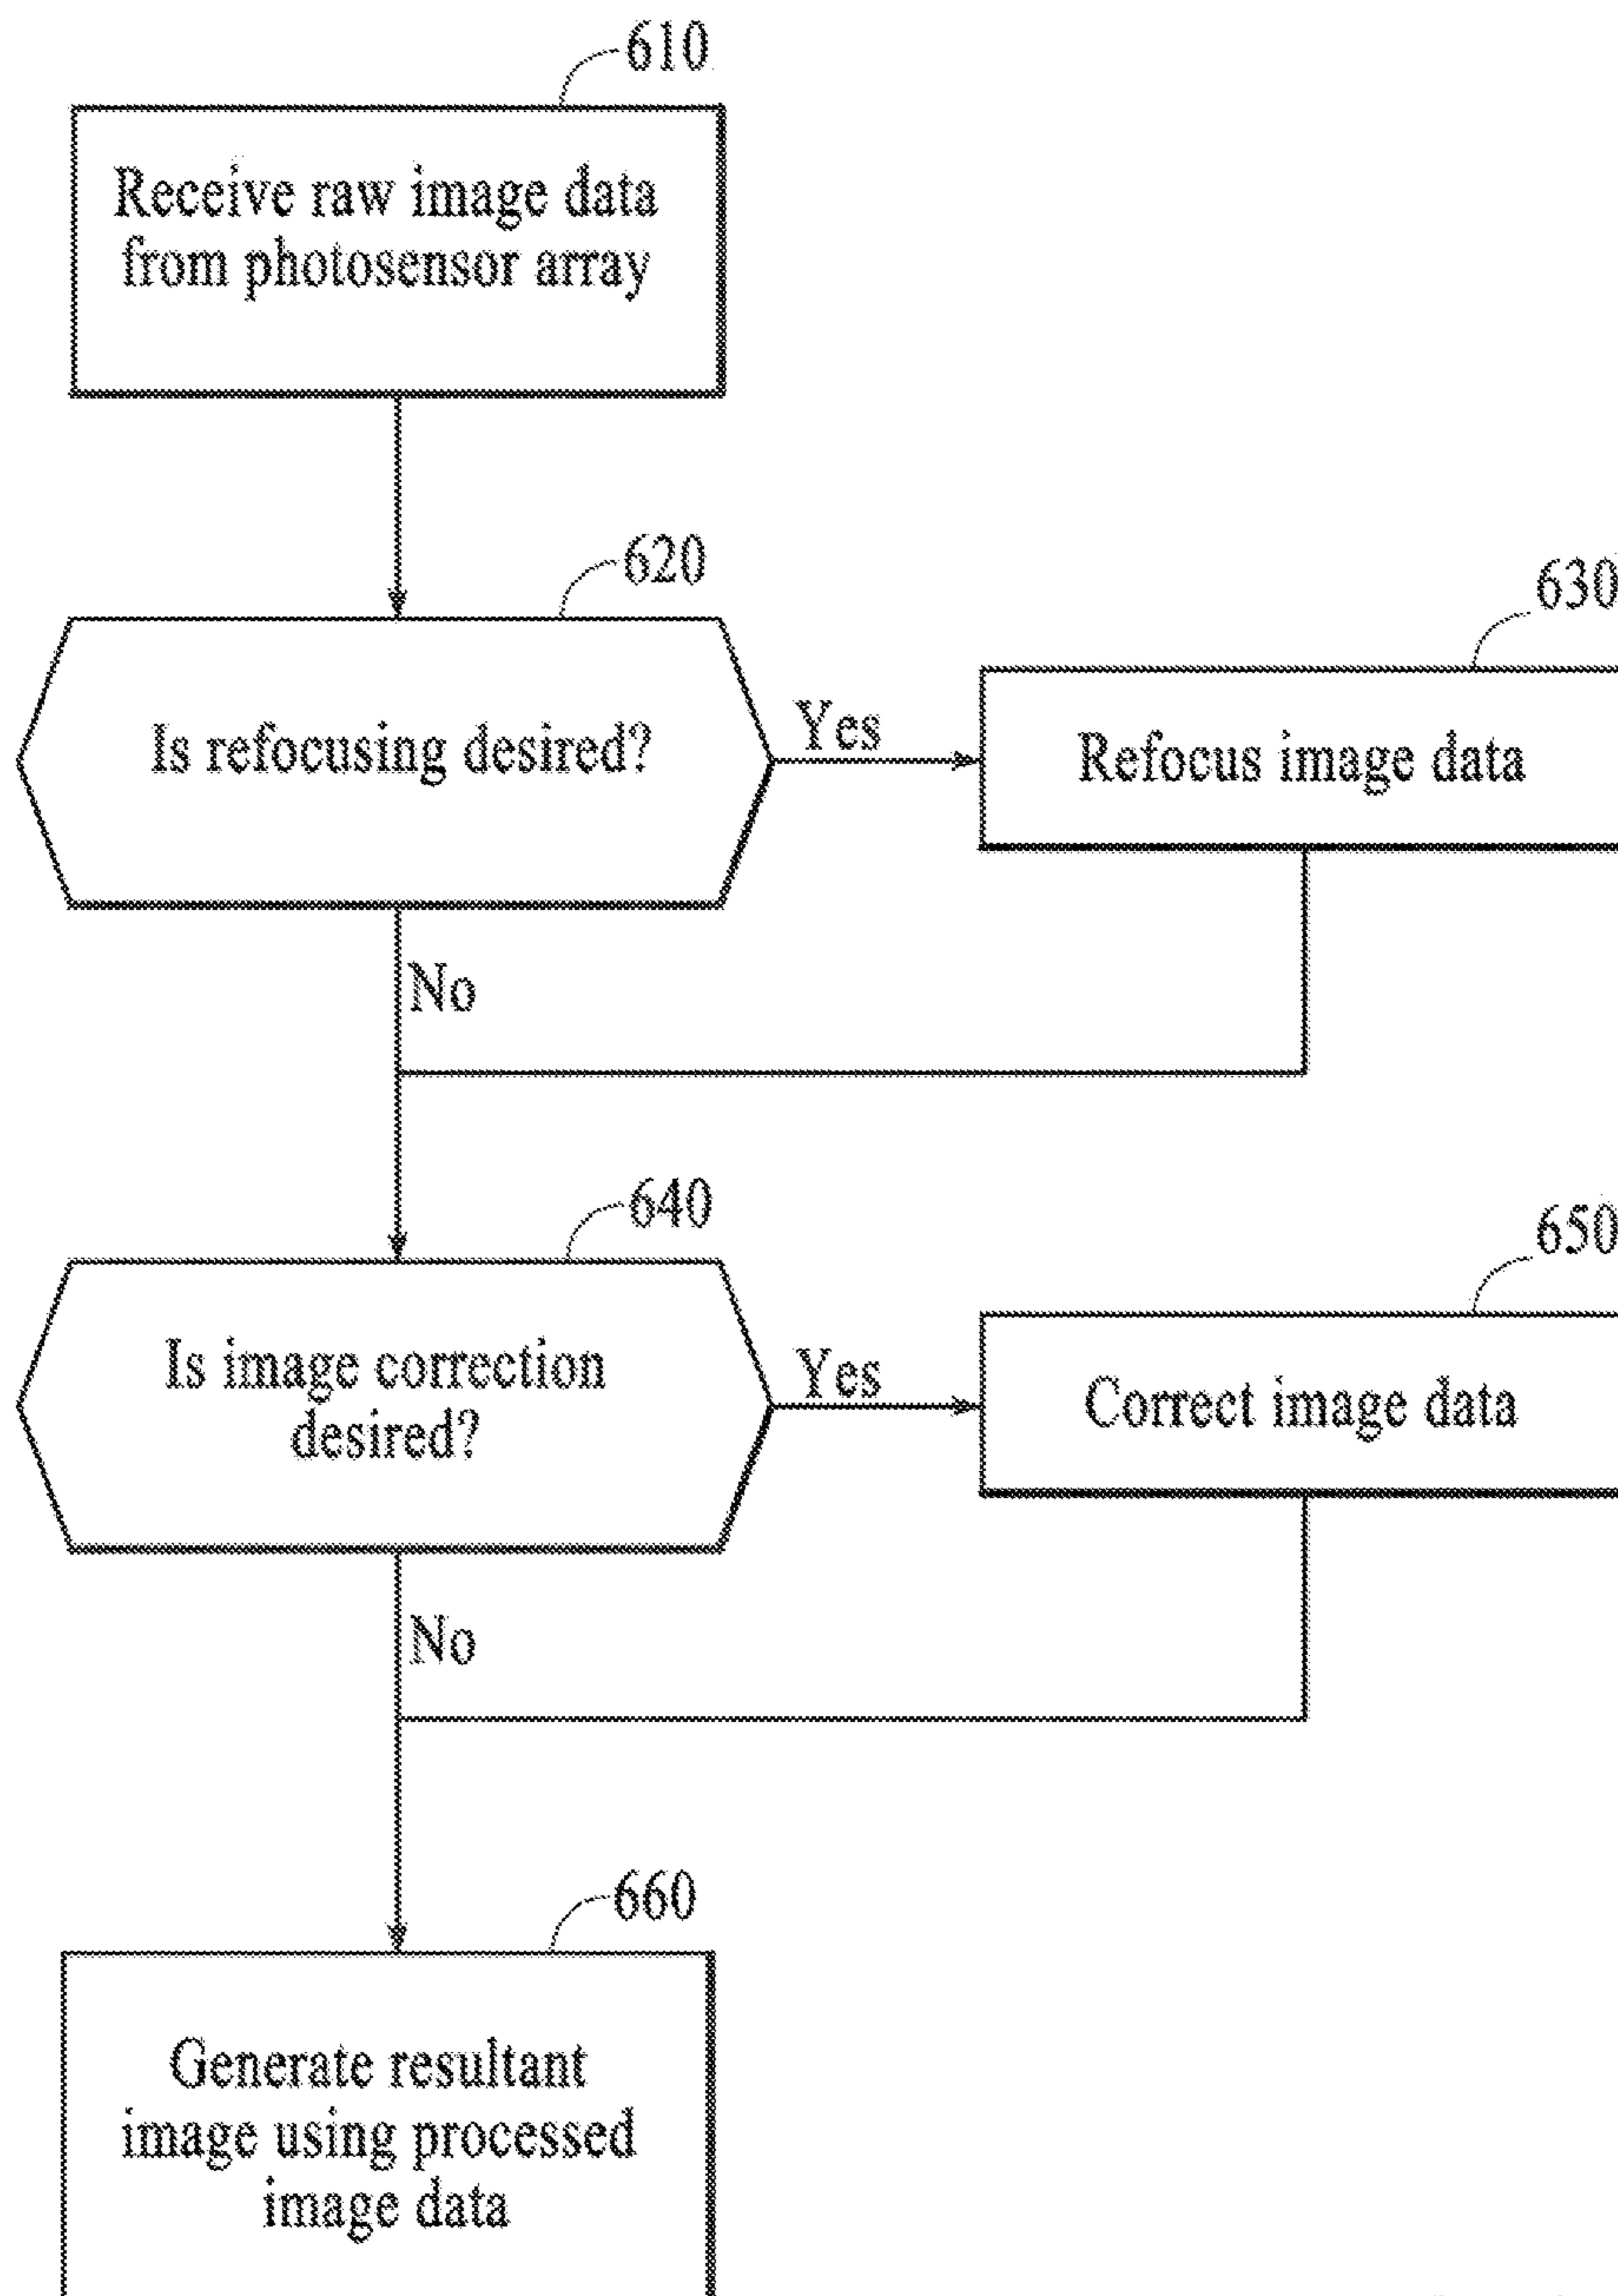 610
Receive raw image data
from photosensor array
620
Is refocusing desired?
Yes
630
Refocus image data
No
640
Is image correction
desired?
Yes
650
Correct image data
No
660
Generate resultant
image using processed
image data